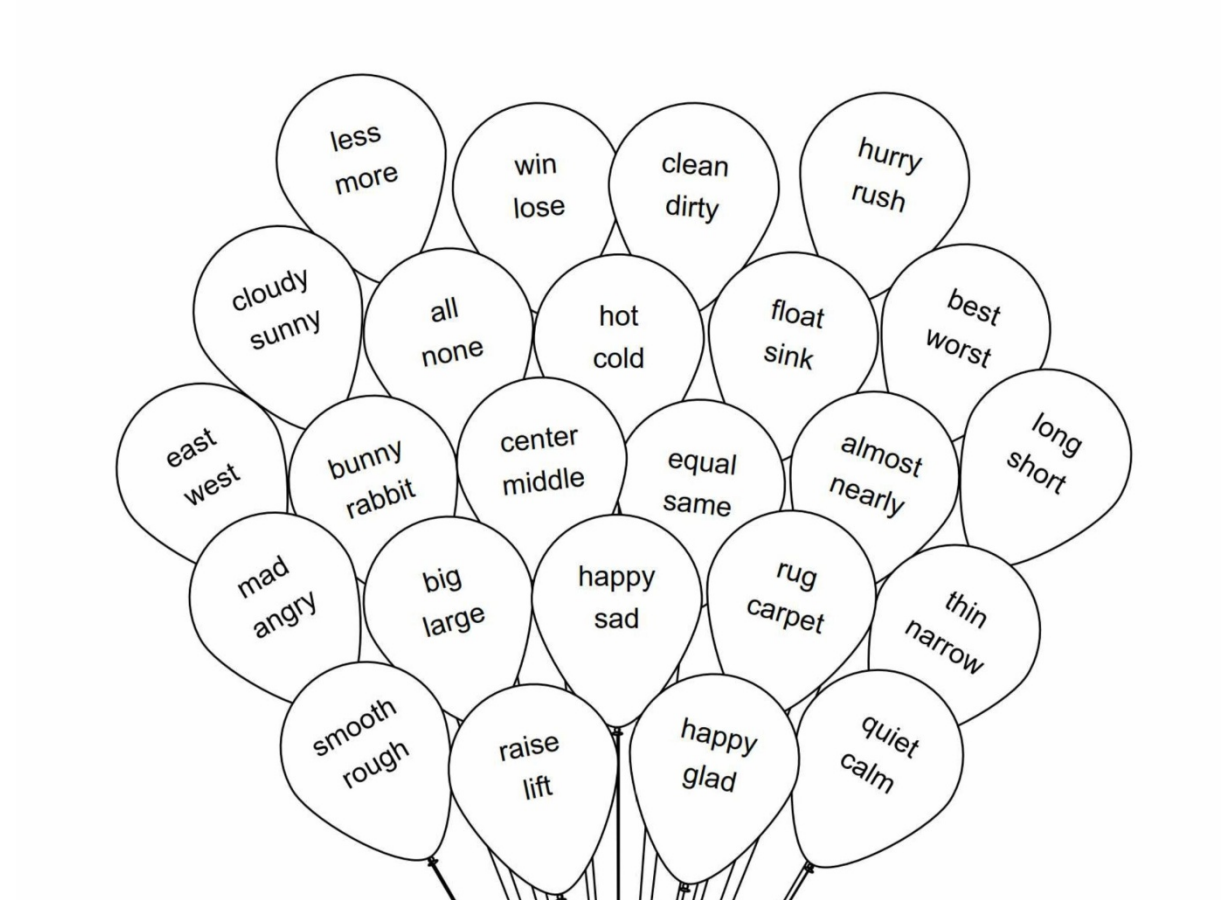 less
more
win
lose
clean
dirty
hurry
rush
cloudy
sunny
all
none
hot
cold
float
sink
best
worst
east
west
bunny
rabbit
center
middle
equal
same
almost
nearly
long
short
mad
angry
big
large
happy
sad
rug
carpet
thin
narrow
smooth
rough
raise
lift
happy
glad
quiet
calm